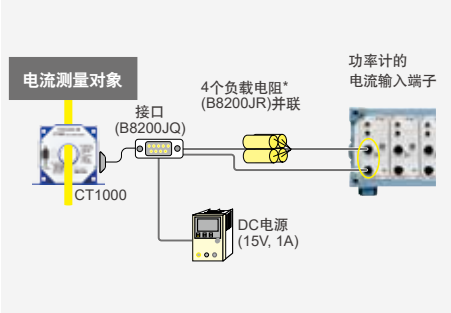 功率计的
电流输入端子
电流测量对象
4个负载电阻*
(B8200JR)并联
接口
(B8200JQ)
CT1000
DC电源
(15V, 1A)